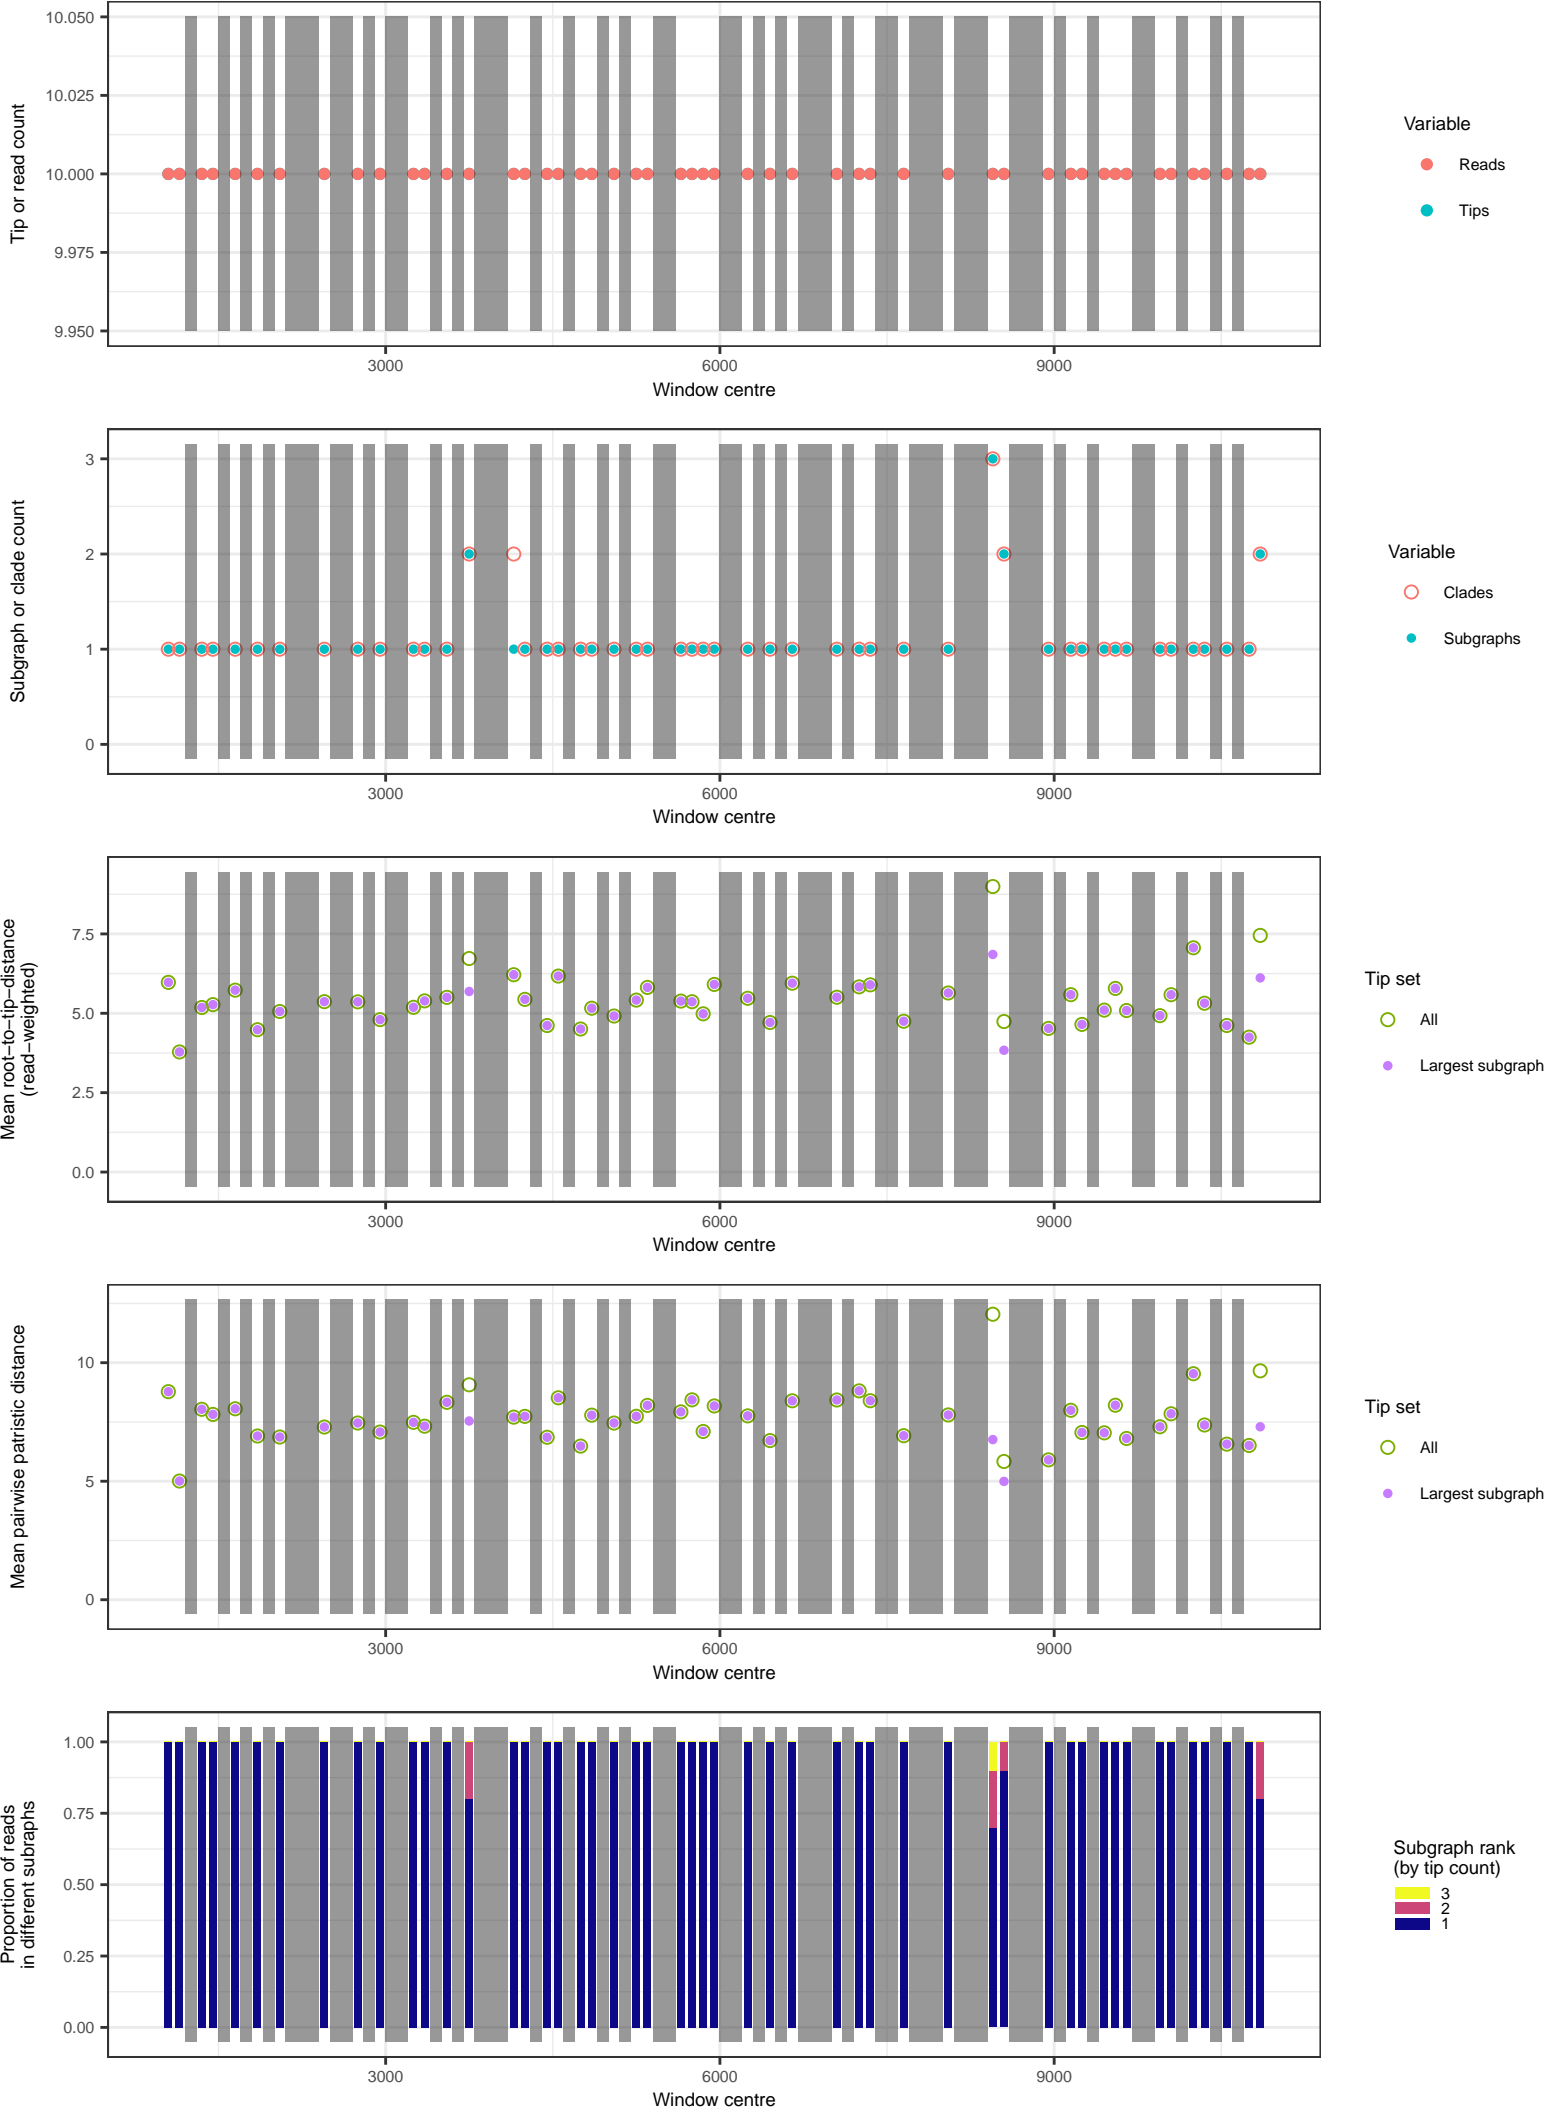 10.050
10.025
10.000
9.975
9.950
Tip or read count
3000
6000
9000
Window centre
Variable
Reads
Tips
3
2
1
0
Subgraph or clade count
3000
6000
9000
Window centre
Variable
Clades
Subgraphs
7.5
5.0
2.5
0.0
Mean root−to−tip−distance
(read−weighted)
3000
6000
9000
Window centre
Tip set
All
Largest subgraph
10
5
0
Mean pairwise patristic distance
3000
6000
9000
Window centre
Tip set
All
Largest subgraph
1.00
0.75
0.50
0.25
0.00
Proportion of reads
in different subraphs
3000
6000
9000
Window centre
Subgraph rank
(by tip count)
3
2
1